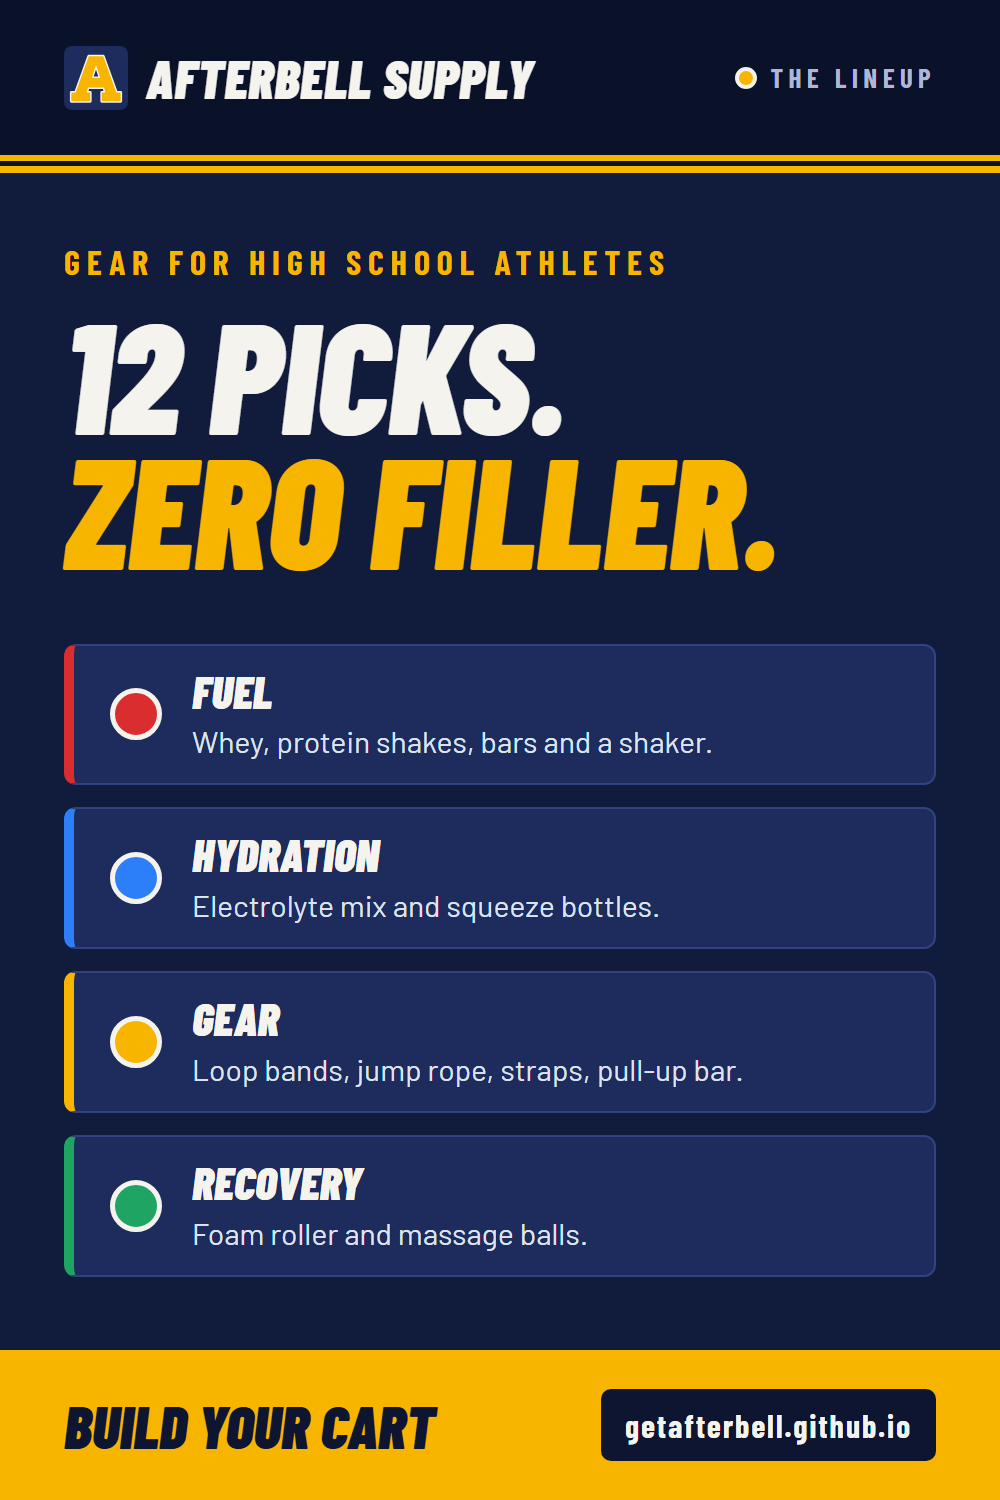 A AFTERBELL SUPPLY
THE LINEUP
GEAR FOR HIGH SCHOOL ATHLETES
12 PICKS.
ZERO FILLER.
FUEL
Whey, protein shakes, bars and a shaker.
HYDRATION
Electrolyte mix and squeeze bottles.
GEAR
Loop bands, jump rope, straps, pull-up bar.
RECOVERY
Foam roller and massage balls.
BUILD YOUR CART
getafterbell.github.io